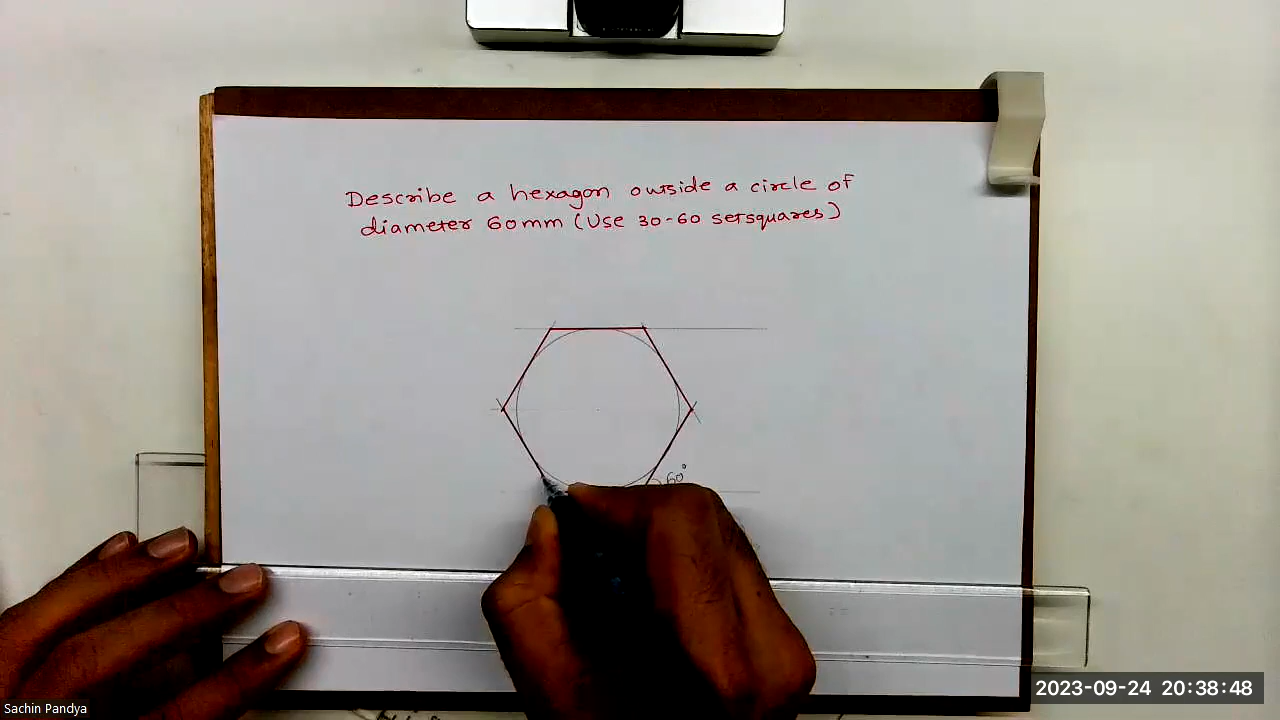 Describe a hexagon outside a circle of
diameter 60mm (Use 30-60 setsquares)
60°
Sachin Pandya
2023-09-24 20:38:48